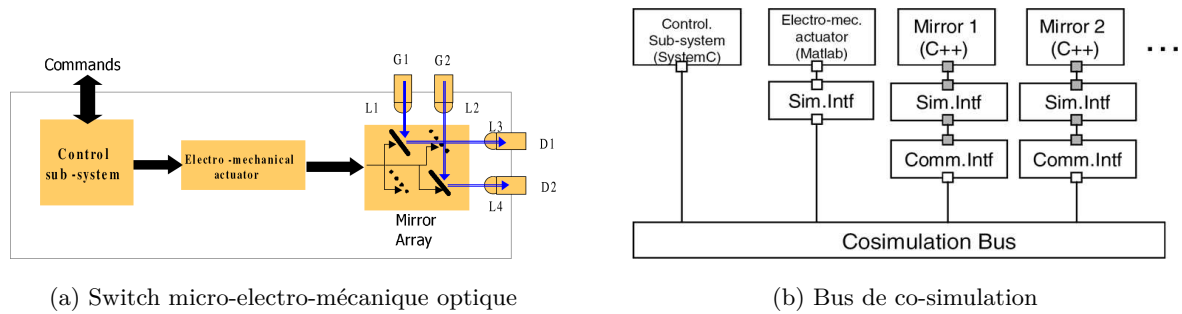 Commands
G1 G2
L1 L2
L3
D1
Control
sub-system
Electro-mechanical
actuator
D2
L4
Mirror
Array
(a) Switch micro-electro-mécanique optique
Control.
Sub-system
(SystemC)
Electro-mec.
actuator
(Matlab)
Mirror 1
(C++)
Mirror 2
(C++)
...
Sim.Intf
Sim.Intf
Sim.Intf
Comm.Intf
Comm.Intf
Cosimulation Bus
(b) Bus de co-simulation